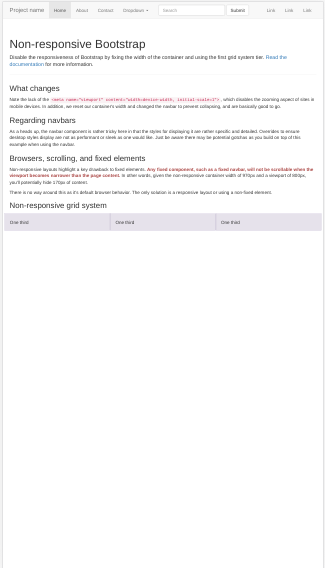 Project name Home About Contact Dropdown Search Submit Link Link Link
Non-responsive Bootstrap
Disable the responsiveness of Bootstrap by fixing the width of the container and using the first grid system tier. Read the
documentation for more information.
What changes
Note the lack of the <meta name="viewport" content="width=device-width, initial-scale=1">, which disables the zooming aspect of sites in
mobile devices. In addition, we reset our container's width and changed the navbar to prevent collapsing, and are basically good to go.
Regarding navbars
As a heads up, the navbar component is rather tricky here in that the styles for displaying it are rather specific and detailed. Overrides to ensure
desktop styles display are not as performant or sleek as one would like. Just be aware there may be potential gotchas as you build on top of this
example when using the navbar.
Browsers, scrolling, and fixed elements
Non-responsive layouts highlight a key drawback to fixed elements. Any fixed component, such as a fixed navbar, will not be scrollable when the
viewport becomes narrower than the page content. In other words, given the non-responsive container width of 970px and a viewport of 800px,
you'll potentially hide 170px of content.
There is no way around this as it's default browser behavior. The only solution is a responsive layout or using a non-fixed element.
Non-responsive grid system
One third One third One third